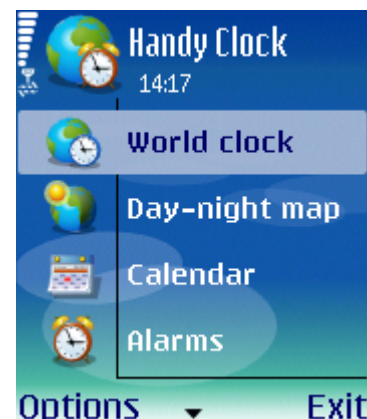 Handy Clock
14:17
World clock
Day-night map
Calendar
Alarms
Options Exit